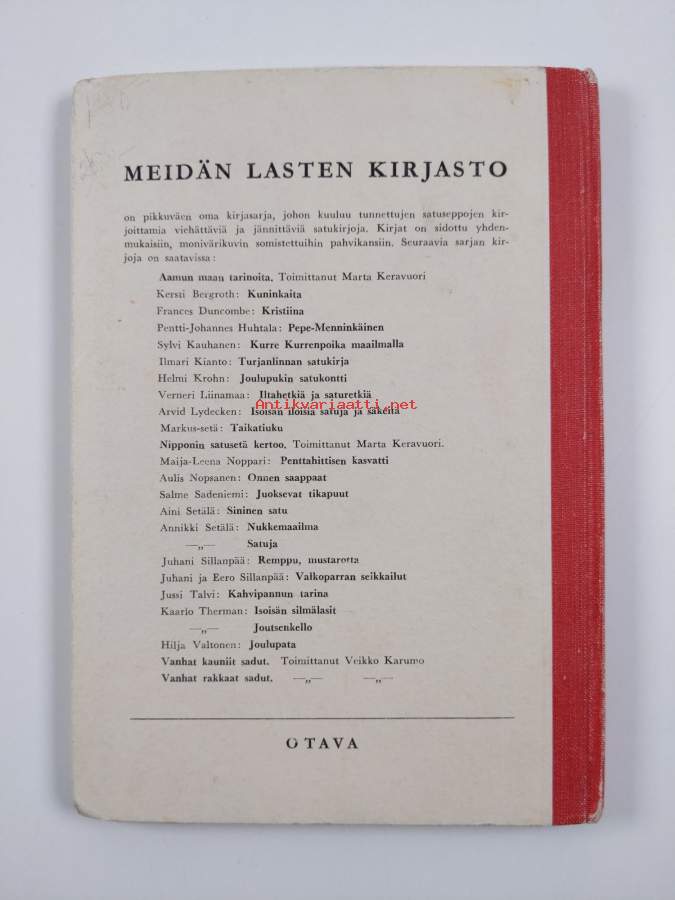 MEIDÄN LASTEN KIRJASTO
on pikkuväen oma kirjasarja, johon kuuluu tunnettujen satuseppojen kir-
joittamia viehättäviä ja jännittäviä satukirjoja. Kirjat on sidottu yhden-
mukaisiin, monivärikuvin somistettuihin pahvikansiin. Seuraavia sarjan kir-
joja on saatavissa:
Aamun maan tarinoita. Toimittanut Marta Keravuori
Kersti Bergroth: Kuninkaita
Frances Duncombe: Kristiina
Pentti-Johannes Huhtala: Pepe-Menninkäinen
Sylvi Kauhanen: Kurre Kurrenpoika maailmalla
Ilmari Kianto: Turjanlinnan satukirja
Helmi Krohn: Joulupukin satukontti
Verneri Liinamaa: Iltahetkiä ja saturetkiä
Antikvariaatti.net
Arvid Lydecken: Isoisän iloisia satuja ja säkeitä
Markus-setä: Taikatiuku
Nipponin satusetä kertoo. Toimittanut Marta Keravuori.
Maija-Leena Noppari: Penttahittisen kasvatti
Aulis Nopsanen: Onnen saappaat
Salme Sadeniemi: Juoksevat tikapuut
Aini Setälä: Sininen satu
Annikki Setälä: Nukkemaailma
—„— Satuja
Juhani Sillanpää: Remppu, mustarotta
Juhani ja Eero Sillanpää: Valkoparran seikkailut
Jussi Talvi: Kahvipannun tarina
Kaarlo Therman: Isoisän silmälasit
—„— Joutsenkello
Hilja Valtonen: Joulupata
Vanhat kauniit sadut. Toimittanut Veikko Karumo
Vanhat rakkaat sadut. —„— —„—
OTAVA